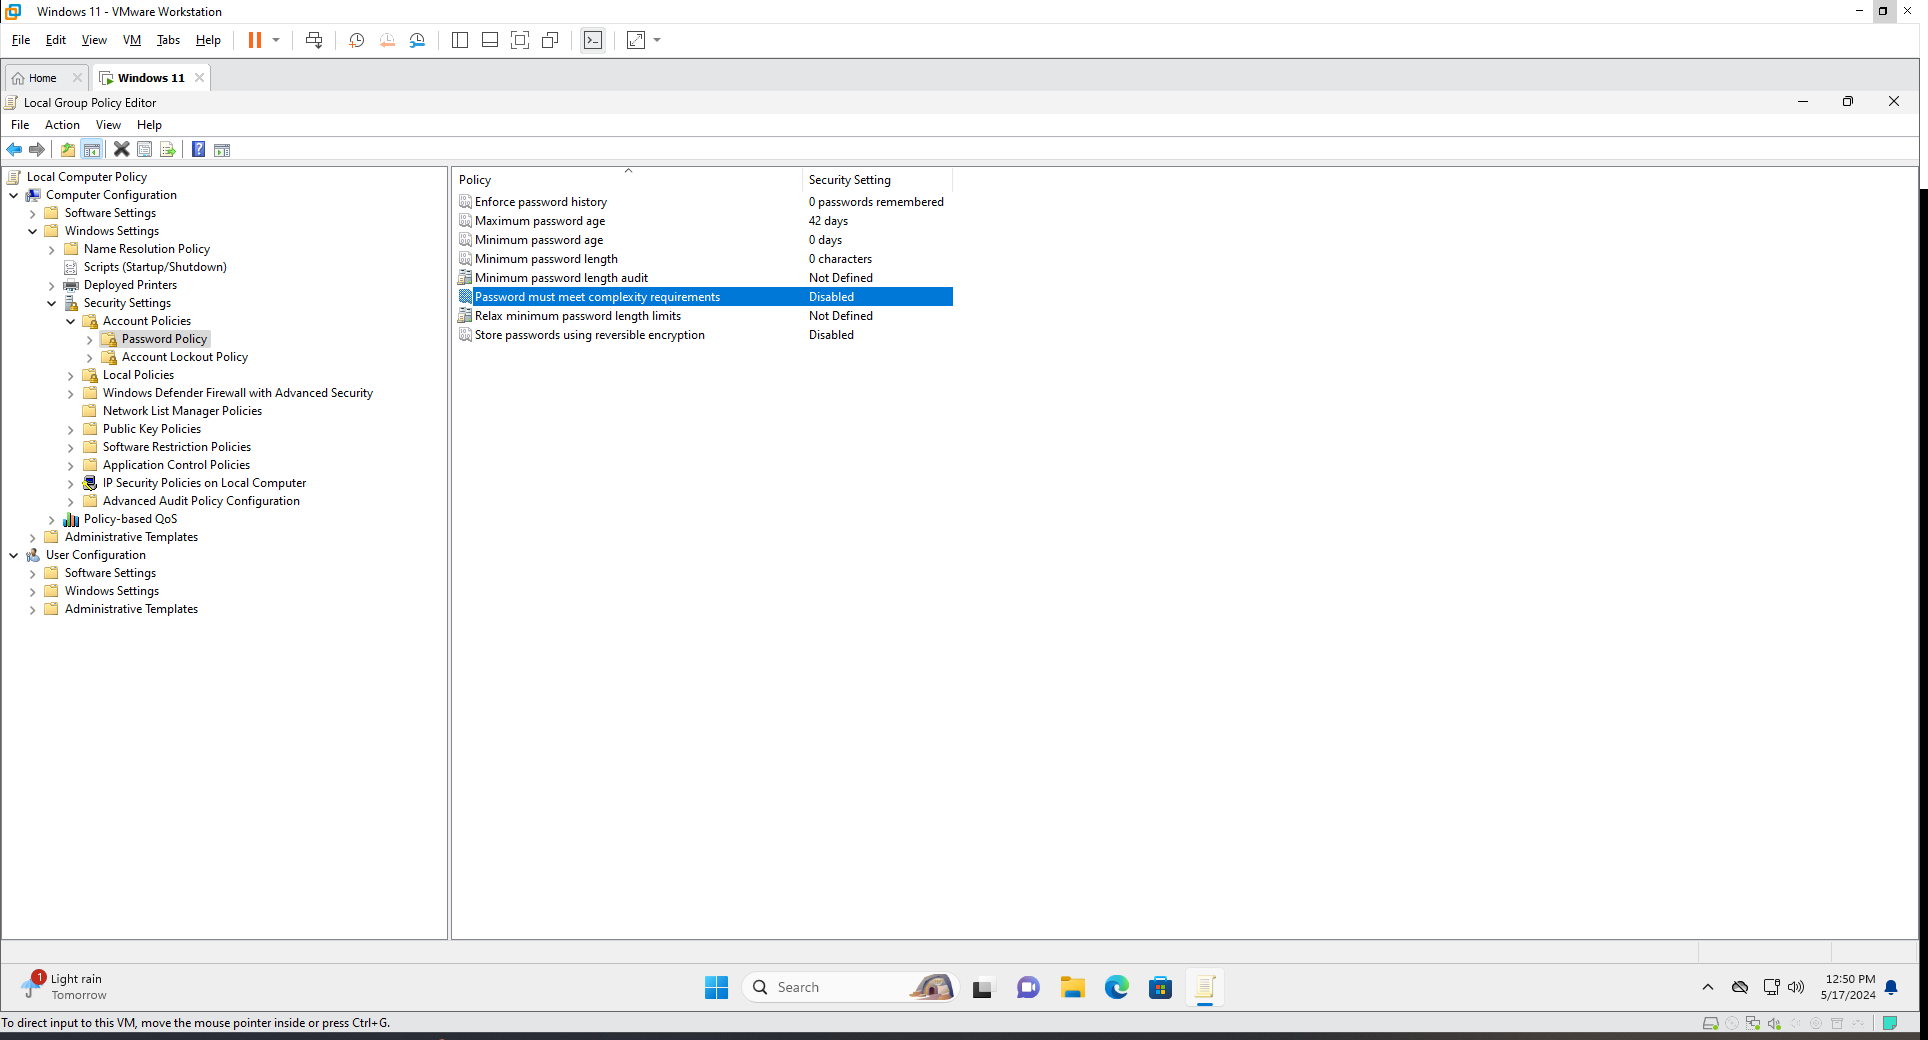 Windows 11 - VMware Workstation
File Edit View VM Tabs Help
Home Windows 11
Local Group Policy Editor
File Action View Help
Local Computer Policy
Computer Configuration
Software Settings
Windows Settings
Name Resolution Policy
Scripts (Startup/Shutdown)
Deployed Printers
Security Settings
Account Policies
Password Policy
Account Lockout Policy
Local Policies
Windows Defender Firewall with Advanced Security
Network List Manager Policies
Public Key Policies
Software Restriction Policies
Application Control Policies
IP Security Policies on Local Computer
Advanced Audit Policy Configuration
Policy-based QoS
Administrative Templates
User Configuration
Software Settings
Windows Settings
Administrative Templates
Policy Security Setting
Enforce password history 0 passwords remembered
Maximum password age 42 days
Minimum password age 0 days
Minimum password length 0 characters
Minimum password length audit Not Defined
Password must meet complexity requirements Disabled
Relax minimum password length limits Not Defined
Store passwords using reversible encryption Disabled
1
Light rain
Tomorrow
Search
12:50 PM
5/17/2024
To direct input to this VM, move the mouse pointer inside or press Ctrl+G.